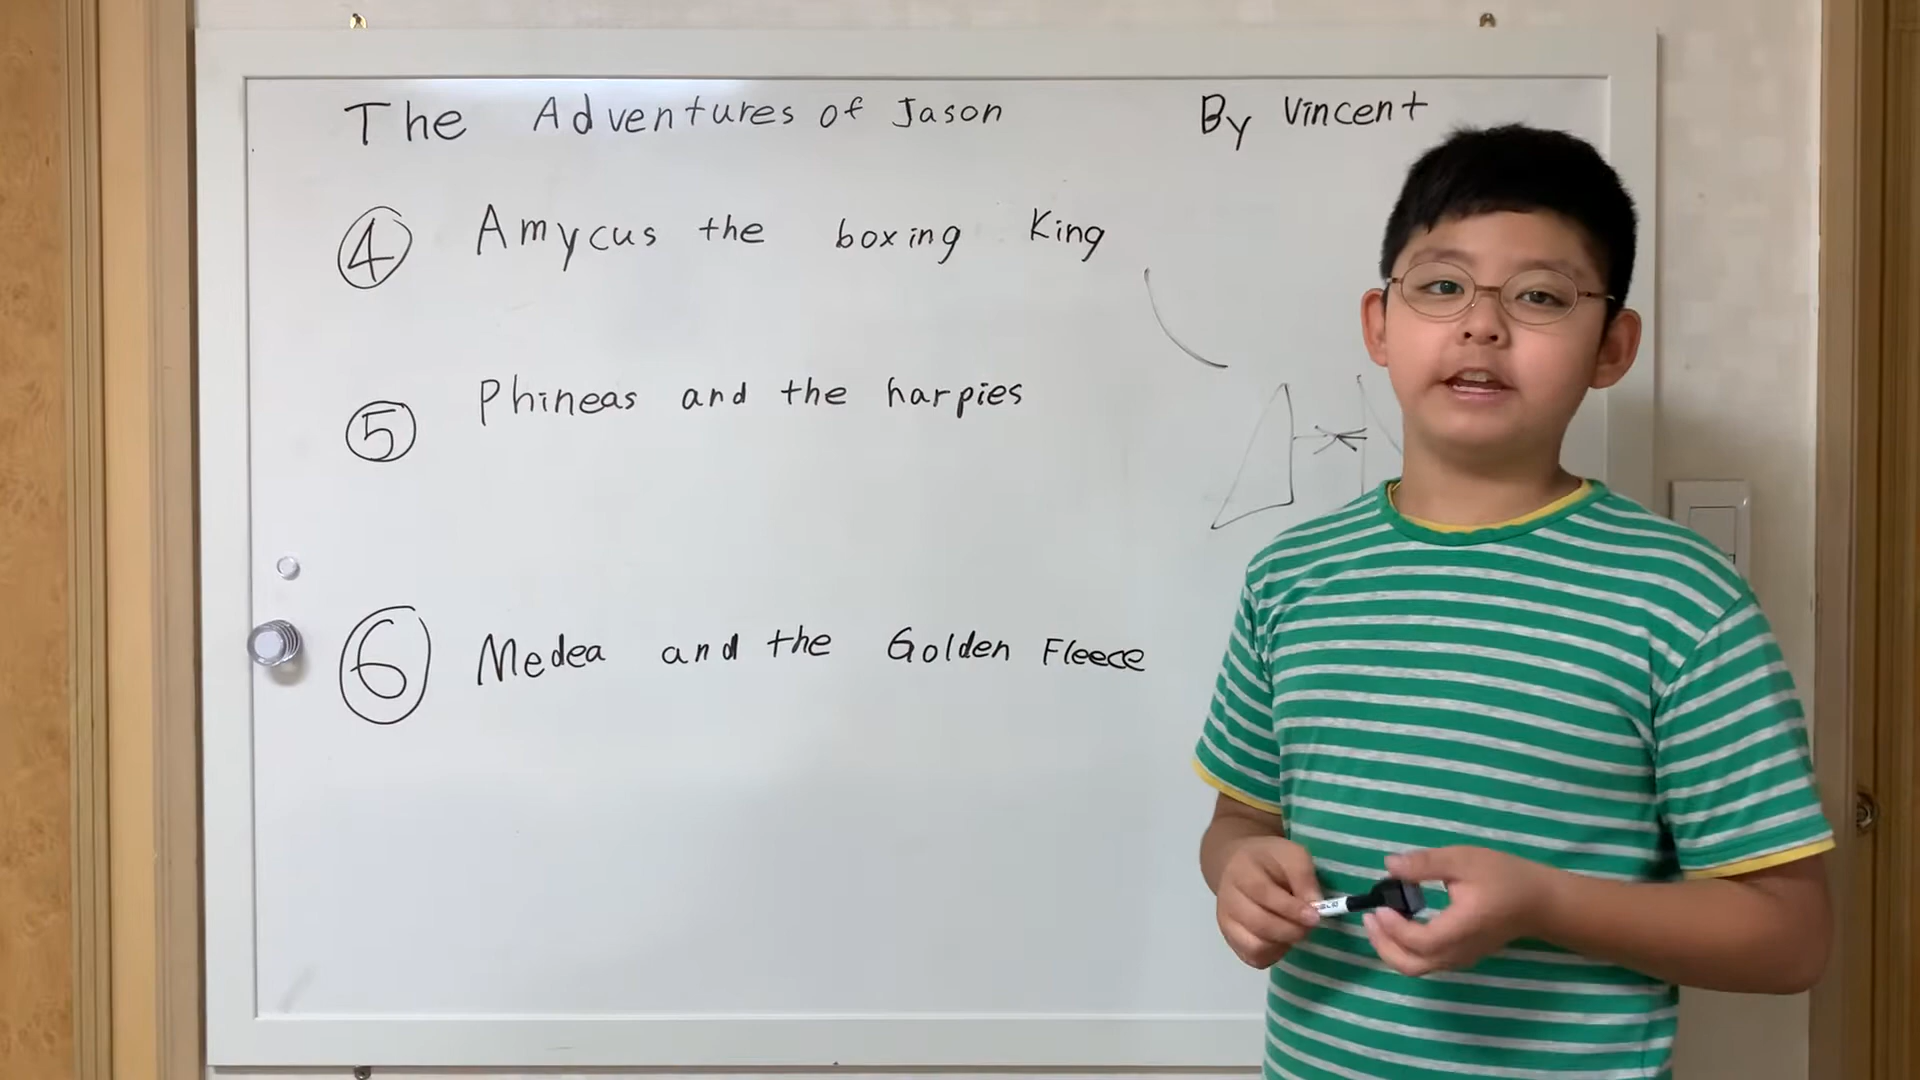 The Adventures of Jason By Vincent
④ Amycus the boxing King
⑤ Phineas and the harpies
⑥ Medea and the Golden Fleece